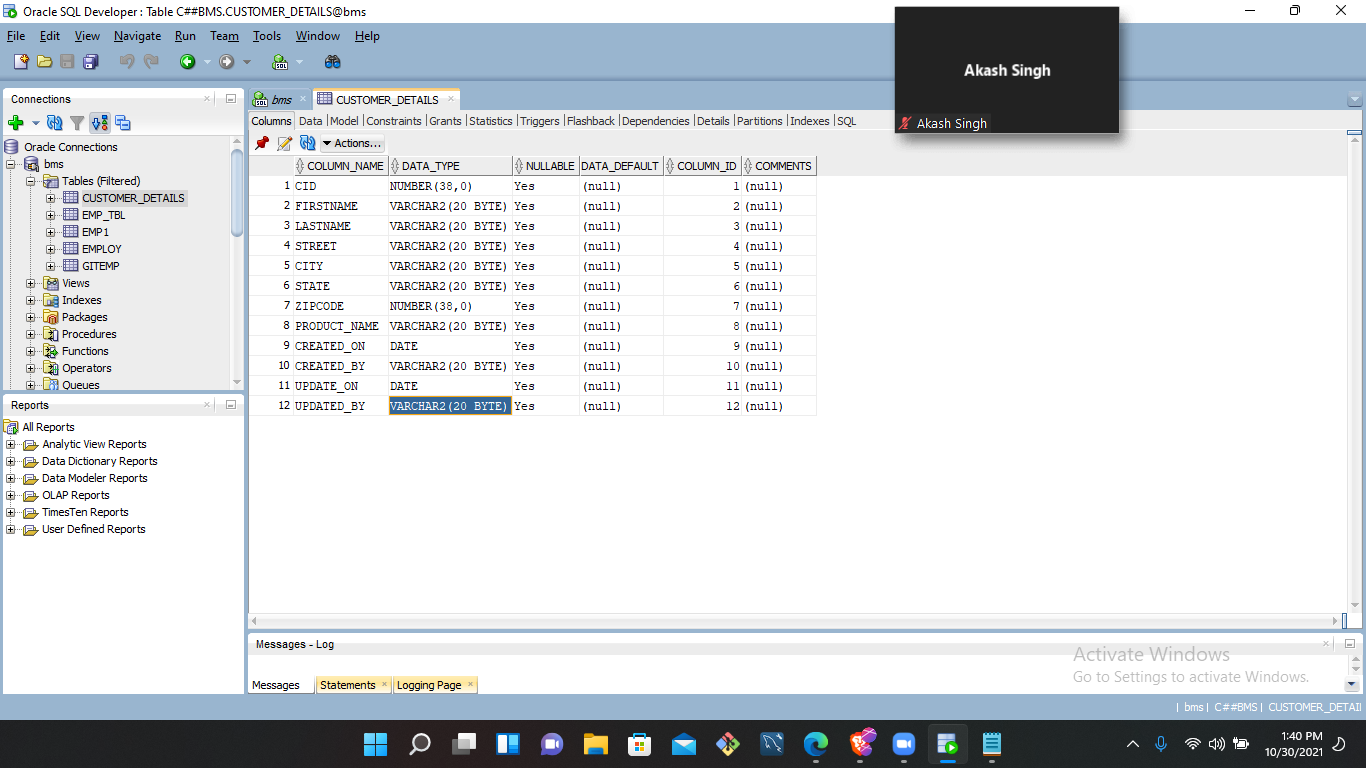 Oracle SQL Developer : Table C##BMS.CUSTOMER_DETAILS@bms
File Edit View Navigate Run Team Tools Window Help
Akash Singh
Akash Singh
Connections
Oracle Connections
bms
Tables (Filtered)
CUSTOMER_DETAILS
EMP_TBL
EMP1
EMPLOY
GITEMP
Views
Indexes
Packages
Procedures
Functions
Operators
Queues
Reports
All Reports
Analytic View Reports
Data Dictionary Reports
Data Modeler Reports
OLAP Reports
TimesTen Reports
User Defined Reports
SQL bms CUSTOMER_DETAILS
Columns Data |Model |Constraints |Grants |Statistics |Triggers |Flashback |Dependencies |Details |Partitions |Indexes |SQL
Actions...
COLUMN_NAME DATA_TYPE NULLABLE DATA_DEFAULT COLUMN_ID COMMENTS
1 CID NUMBER(38,0) Yes (null) 1 (null)
2 FIRSTNAME VARCHAR2(20 BYTE) Yes (null) 2 (null)
3 LASTNAME VARCHAR2(20 BYTE) Yes (null) 3 (null)
4 STREET VARCHAR2(20 BYTE) Yes (null) 4 (null)
5 CITY VARCHAR2(20 BYTE) Yes (null) 5 (null)
6 STATE VARCHAR2(20 BYTE) Yes (null) 6 (null)
7 ZIPCODE NUMBER(38,0) Yes (null) 7 (null)
8 PRODUCT_NAME VARCHAR2(20 BYTE) Yes (null) 8 (null)
9 CREATED_ON DATE Yes (null) 9 (null)
10 CREATED_BY VARCHAR2(20 BYTE) Yes (null) 10 (null)
11 UPDATE_ON DATE Yes (null) 11 (null)
12 UPDATED_BY VARCHAR2(20 BYTE) Yes (null) 12 (null)
Messages - Log
Activate Windows
Go to Settings to activate Windows.
Messages Statements Logging Page
| bms| C##BMS| CUSTOMER_DETAIL
1:40 PM
10/30/2021